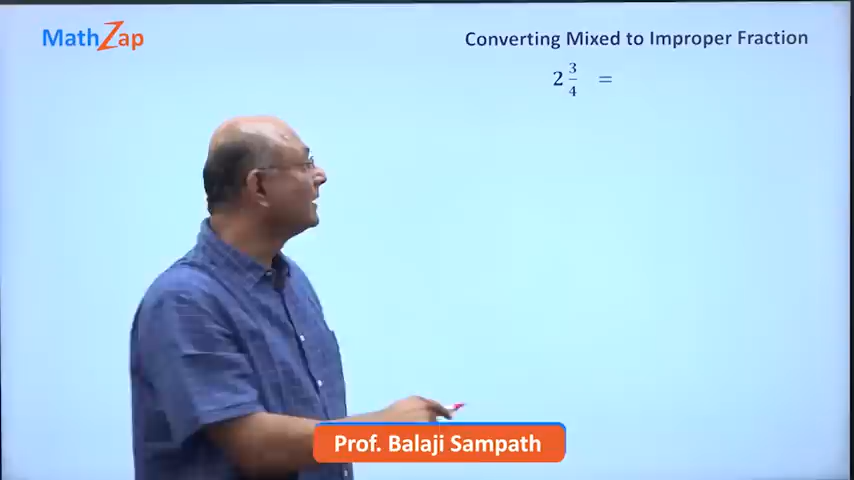 MathZap
Converting Mixed to Improper Fraction
2 3/4 =
Prof. Balaji Sampath